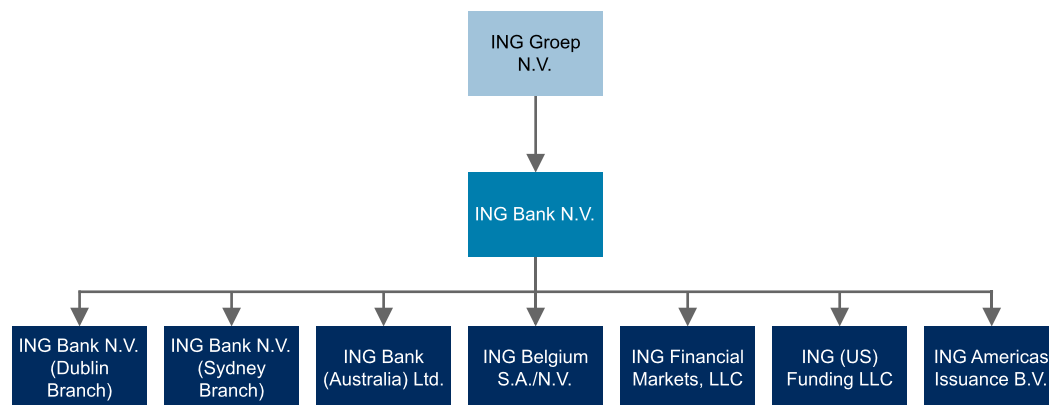 ING Groep
N.V.
ING Bank N.V.
ING Bank N.V.
(Dublin
Branch)
ING Bank N.V.
(Sydney
Branch)
ING Bank
(Australia) Ltd.
ING Belgium
S.A./N.V.
ING Financial
Markets, LLC
ING (US)
Funding LLC
ING Americas
Issuance B.V.